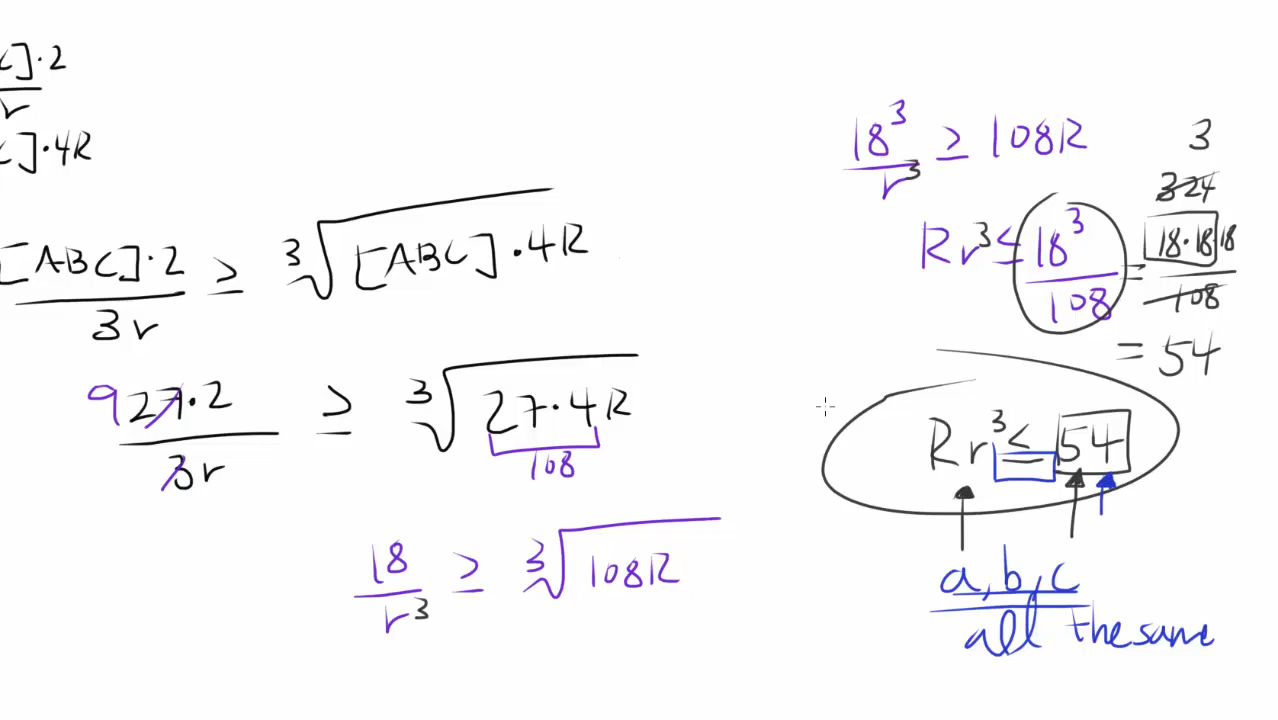 C]·2
r
C]·4R
[ABC]·2 / 3r ≥ ∛([ABC]·4R)
9 27·2 / 3r ≥ ∛(27·4R)
108
18 / r³ ≥ ∛(108R)
18³ / r³ ≥ 108R
3
324
Rr³ ≤ 18³ / 108 = 18·18 18 / 108
= 54
Rr³ ≤ 54
a,b,c
all the same